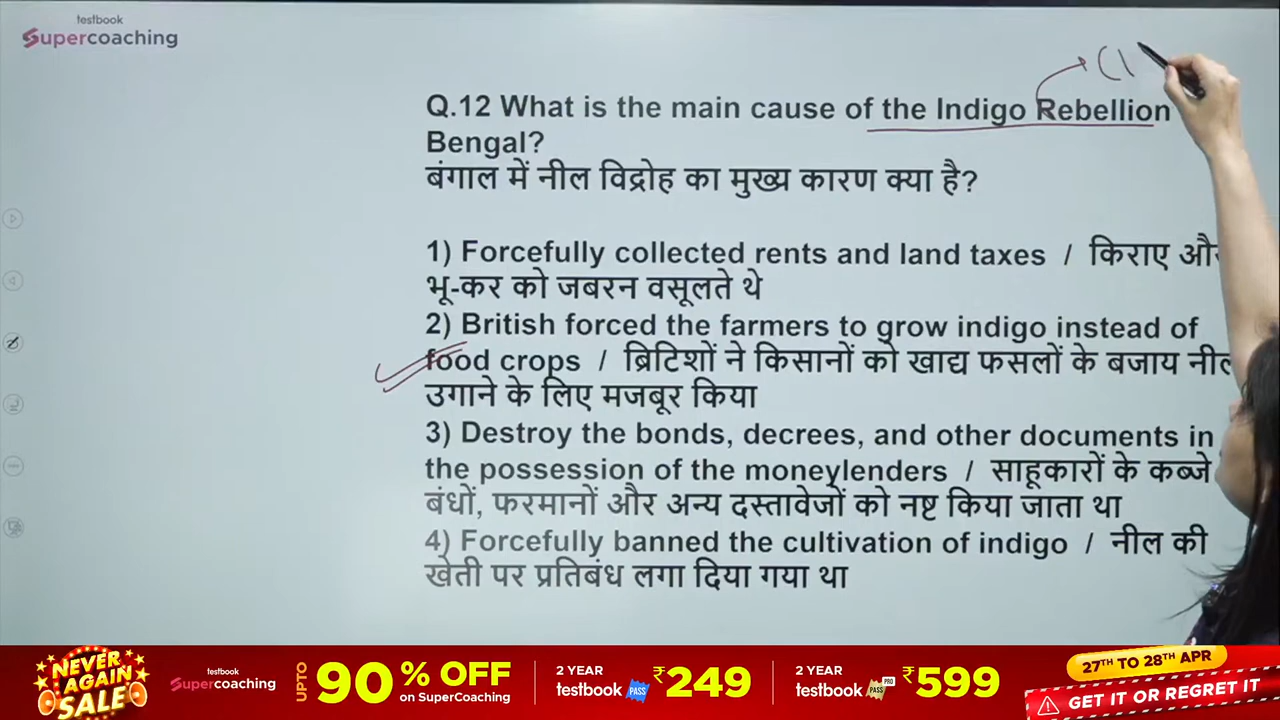 testbook
Supercoaching
(1
Q.12 What is the main cause of the Indigo Rebellion
Bengal?
बंगाल में नील विद्रोह का मुख्य कारण क्या है?
1) Forcefully collected rents and land taxes / किराए और
भू-कर को जबरन वसूलते थे
2) British forced the farmers to grow indigo instead of
food crops / ब्रिटिशों ने किसानों को खाद्य फसलों के बजाय नील
उगाने के लिए मजबूर किया
3) Destroy the bonds, decrees, and other documents in
the possession of the moneylenders / साहूकारों के कब्जे
बंधों, फरमानों और अन्य दस्तावेजों को नष्ट किया जाता था
4) Forcefully banned the cultivation of indigo / नील की
खेती पर प्रतिबंध लगा दिया गया था
NEVER AGAIN SALE
testbook
Supercoaching
UPTO 90% OFF
on SuperCoaching
2 YEAR
testbook PASS
₹249
2 YEAR
testbook PASS PRO
₹599
27TH TO 28TH APR
GET IT OR REGRET IT